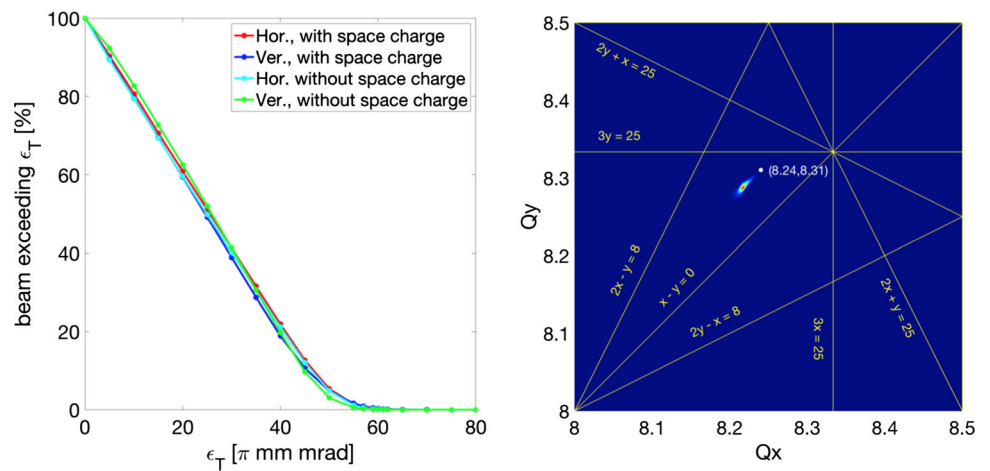 100
80
60
40
20
0
beam exceeding ϵ_T [%]
Hor., with space charge
Ver., with space charge
Hor. without space charge
Ver., without space charge
0 20 40 60 80
ϵ_T [π mm mrad]
8.5
8.4
8.3
8.2
8.1
8
Qy
2y + x = 25
3y = 25
(8.24,8.31)
2x - y = 8
x - y = 0
2y - x = 8
3x = 25
2x + y = 25
8 8.1 8.2 8.3 8.4 8.5
Qx